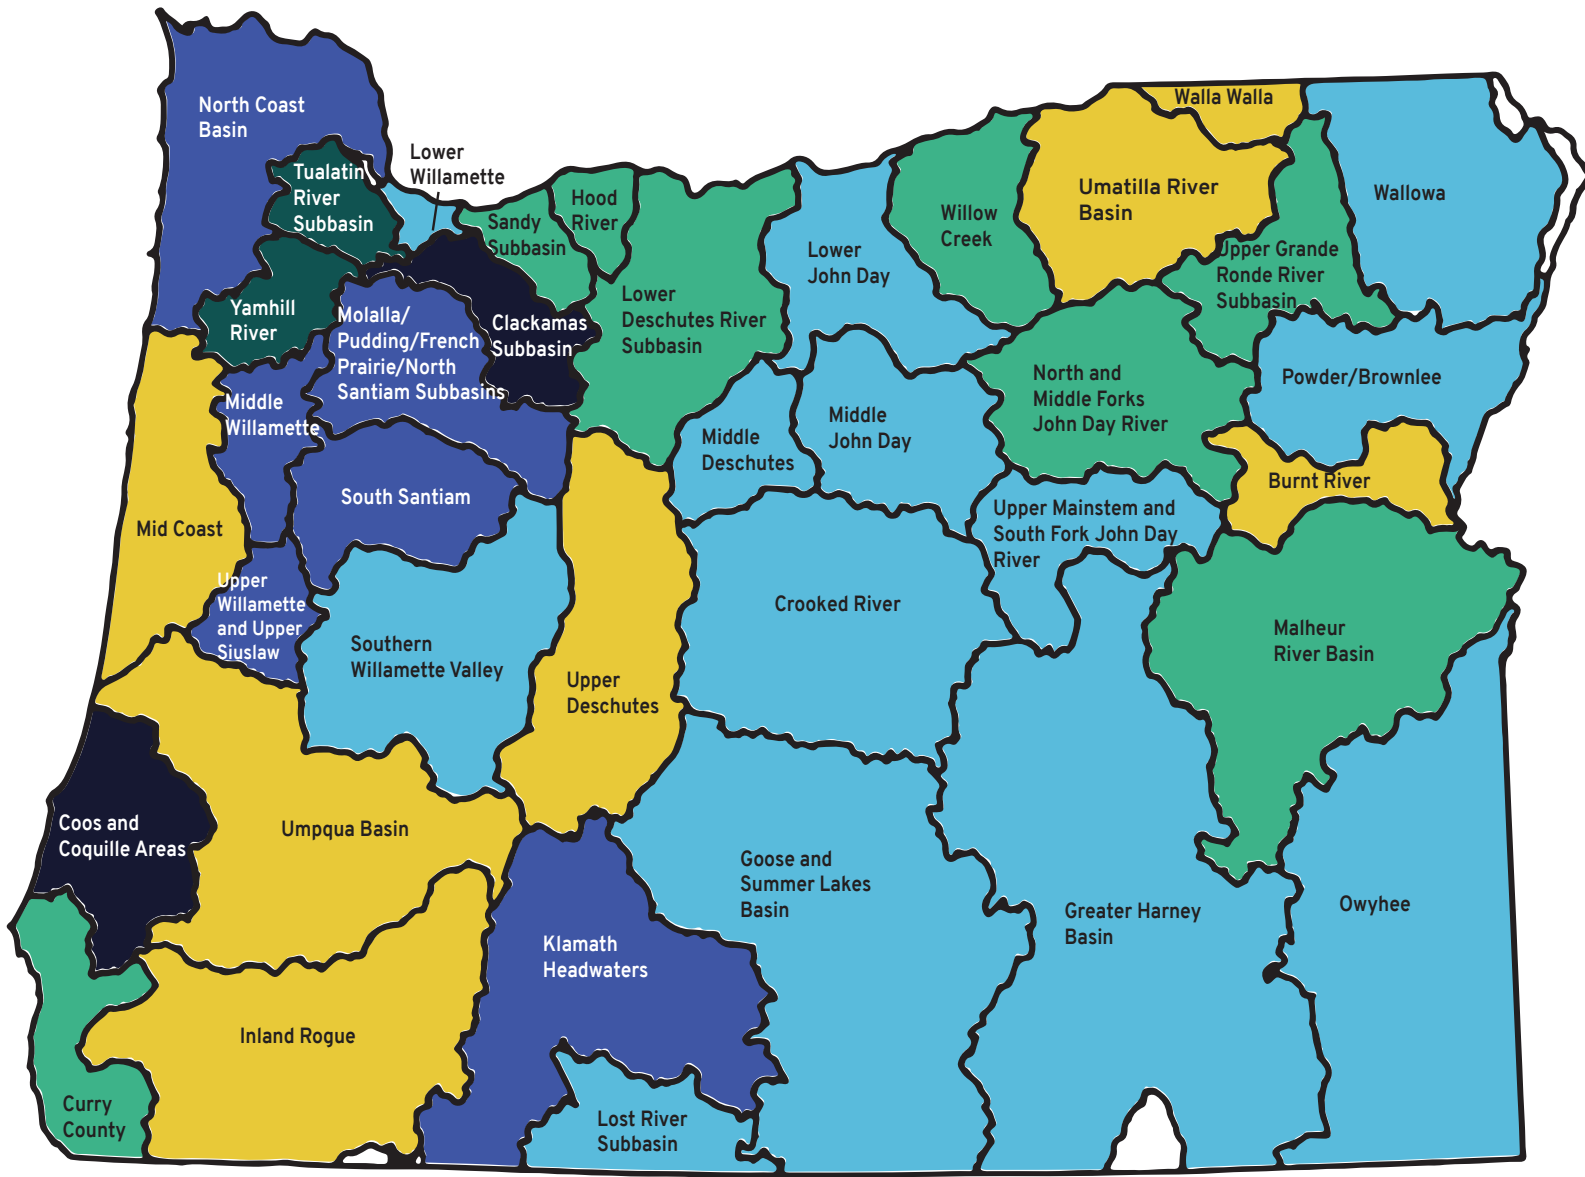 North Coast
Basin
Tualatin
River
Subbasin
Lower
Willamette
Sandy
Subbasin
Hood
River
Lower
Deschutes River
Subbasin
Lower
John Day
Willow
Creek
Walla Walla
Umatilla River
Basin
Upper Grande
Ronde River
Subbasin
Wallowa
Yamhill
River
Molalla/
Pudding/French
Prairie/North
Santiam Subbasins
Clackamas
Subbasin
Middle
Willamette
Middle
Deschutes
Middle
John Day
North and
Middle Forks
John Day River
Powder/Brownlee
Burnt River
Mid Coast
South Santiam
Upper Mainstem and
South Fork John Day
River
Upper
Willamette
and Upper
Siuslaw
Southern
Willamette Valley
Upper
Deschutes
Crooked River
Malheur
River Basin
Coos and
Coquille Areas
Umpqua Basin
Goose and
Summer Lakes
Basin
Greater Harney
Basin
Owyhee
Klamath
Headwaters
Inland Rogue
Curry
County
Lost River
Subbasin